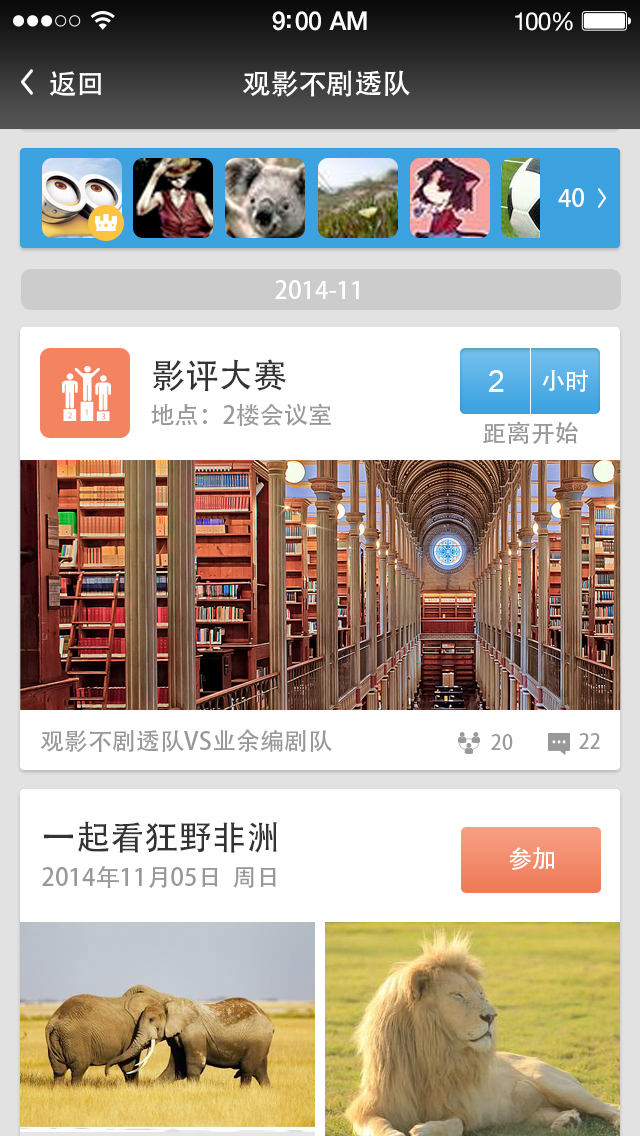 9:00 AM 100%
返回 观影不剧透队
40
2014-11
影评大赛
地点：2楼会议室
2 小时
距离开始
2 1 3
观影不剧透队VS业余编剧队 20 22
一起看狂野非洲
2014年11月05日 周日
参加